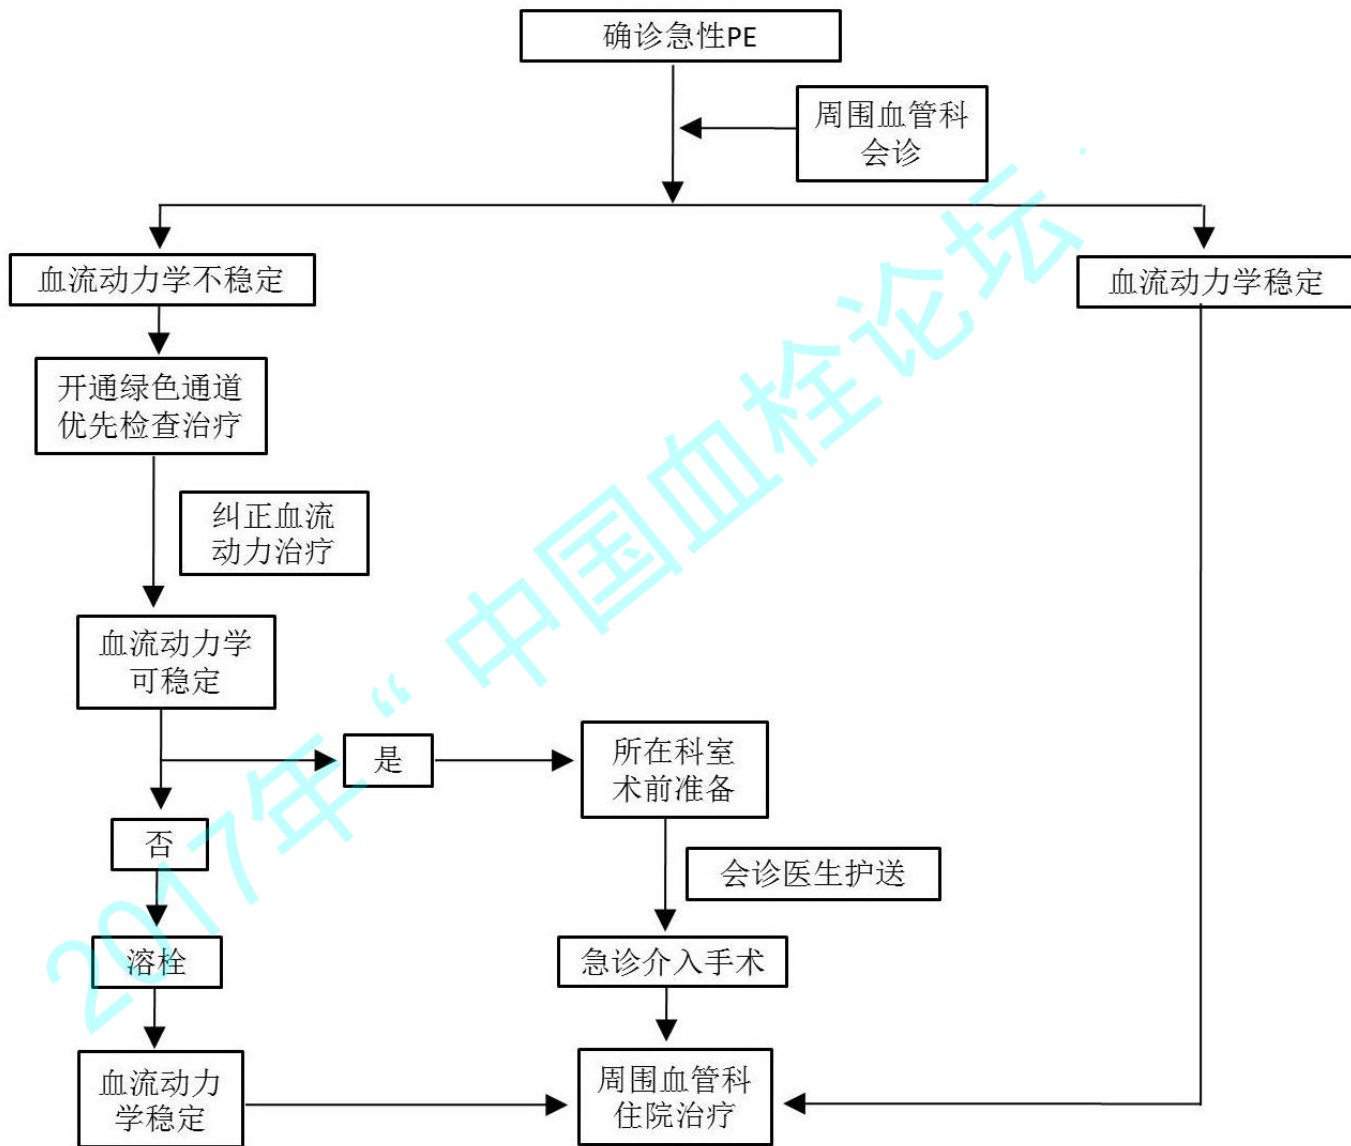 确诊急性PE
周围血管科
会诊
血流动力学不稳定
血流动力学稳定
开通绿色通道
优先检查治疗
纠正血流
动力治疗
血流动力学
可稳定
是
所在科室
术前准备
否
会诊医生护送
溶栓
急诊介入手术
血流动力
学稳定
周围血管科
住院治疗
2017年“中国血栓论坛